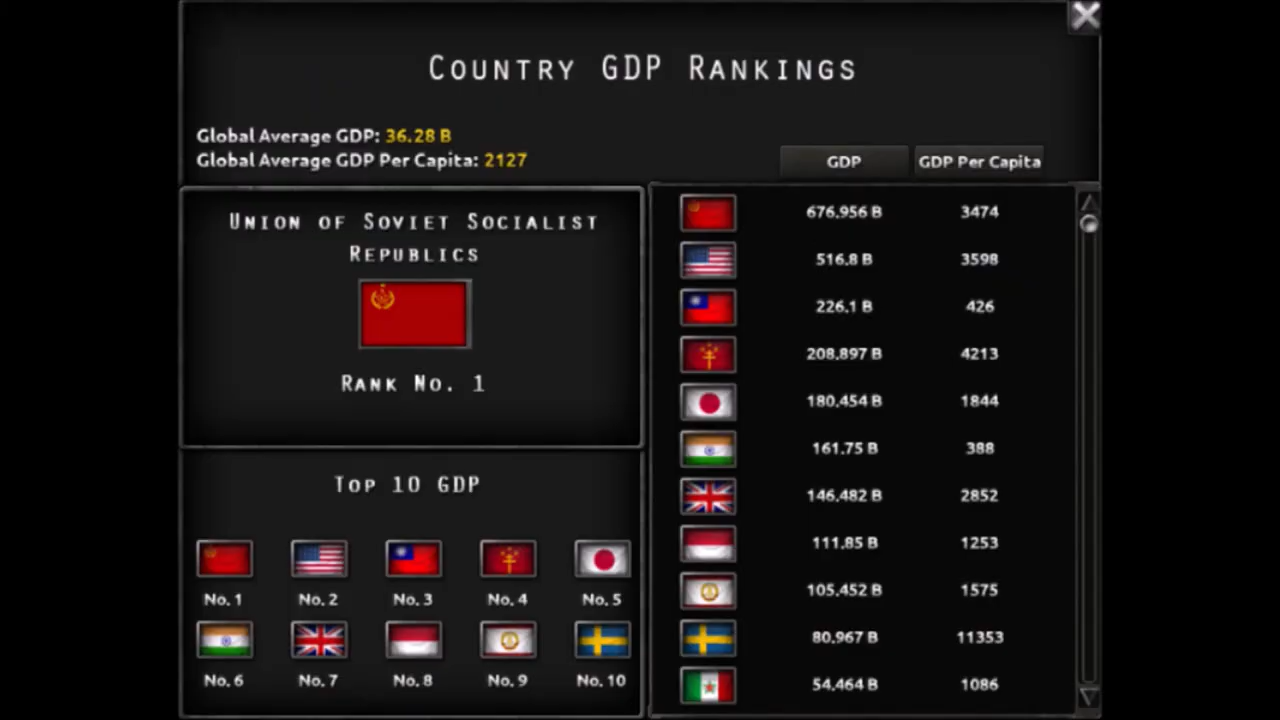 Country GDP Rankings
Global Average GDP: 36.28 B
Global Average GDP Per Capita: 2127
GDP GDP Per Capita
Union of Soviet Socialist
Republics
Rank No. 1
Top 10 GDP
No. 1 No. 2 No. 3 No. 4 No. 5
No. 6 No. 7 No. 8 No. 9 No. 10
676.956 B 3474
516.8 B 3598
226.1 B 426
208.897 B 4213
180.454 B 1844
161.75 B 388
146.482 B 2852
111.85 B 1253
105.452 B 1575
80.967 B 11353
54.464 B 1086